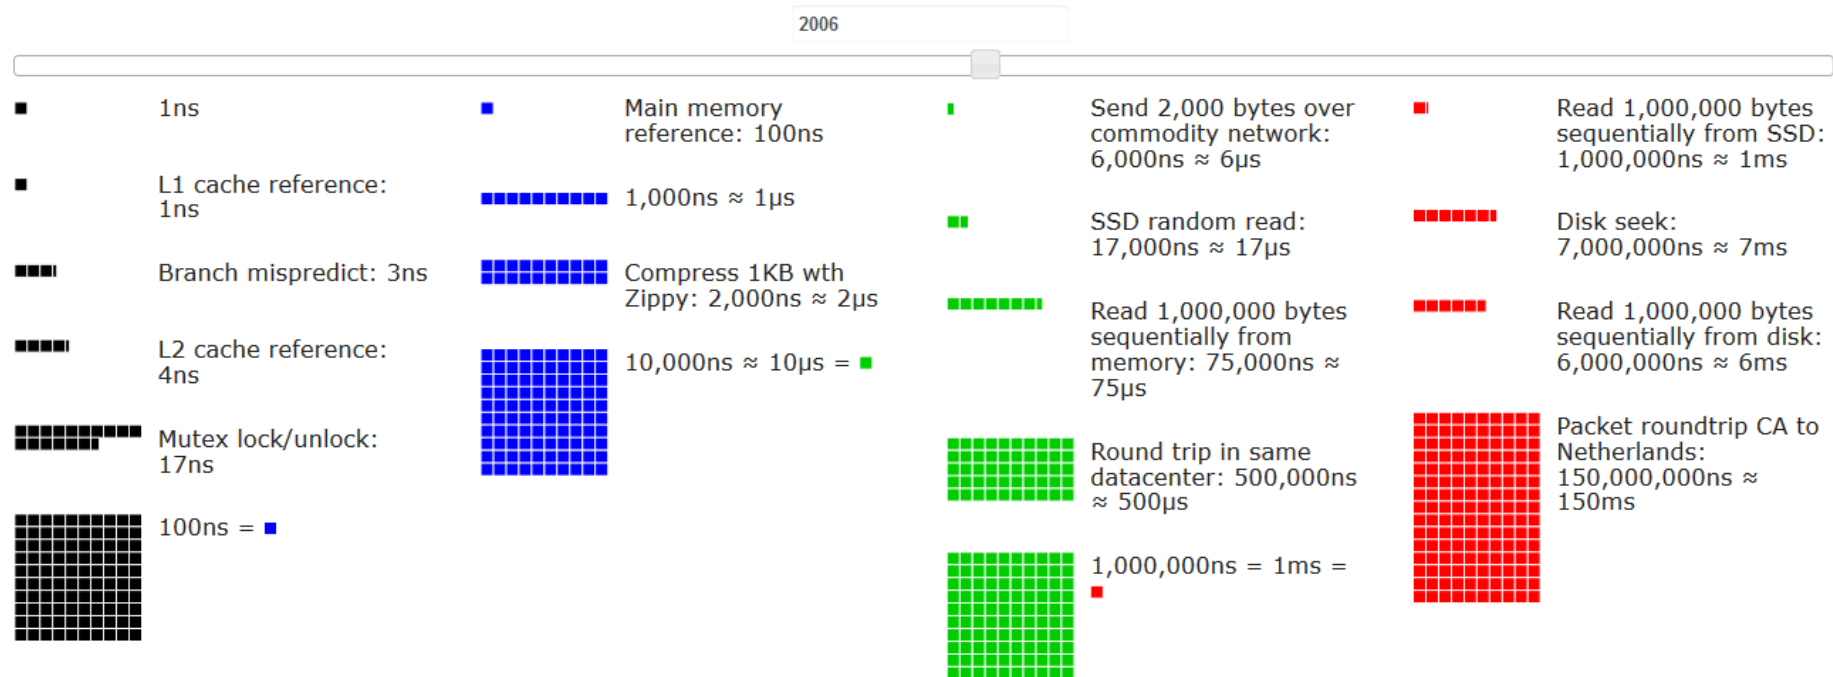 2006
1ns
L1 cache reference:
1ns
Branch mispredict: 3ns
L2 cache reference:
4ns
Mutex lock/unlock:
17ns
100ns =
Main memory
reference: 100ns
1,000ns ≈ 1μs
Compress 1KB wth
Zippy: 2,000ns ≈ 2μs
10,000ns ≈ 10μs =
Send 2,000 bytes over
commodity network:
6,000ns ≈ 6μs
SSD random read:
17,000ns ≈ 17μs
Read 1,000,000 bytes
sequentially from
memory: 75,000ns ≈
75μs
Round trip in same
datacenter: 500,000ns
≈ 500μs
1,000,000ns = 1ms =
Read 1,000,000 bytes
sequentially from SSD:
1,000,000ns ≈ 1ms
Disk seek:
7,000,000ns ≈ 7ms
Read 1,000,000 bytes
sequentially from disk:
6,000,000ns ≈ 6ms
Packet roundtrip CA to
Netherlands:
150,000,000ns ≈
150ms